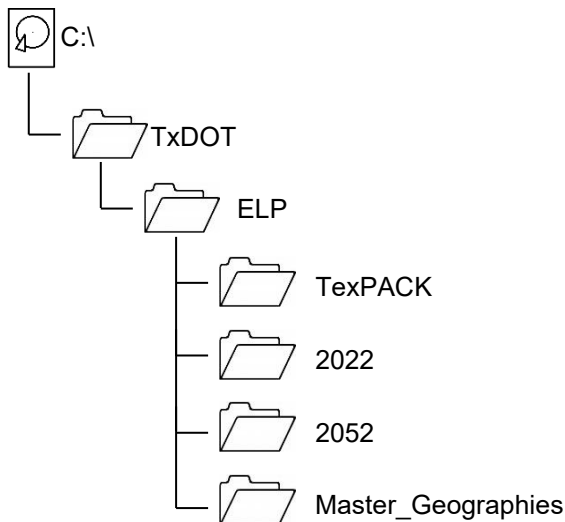 C:\
TxDOT
ELP
TexPACK
2022
2052
Master_Geographies